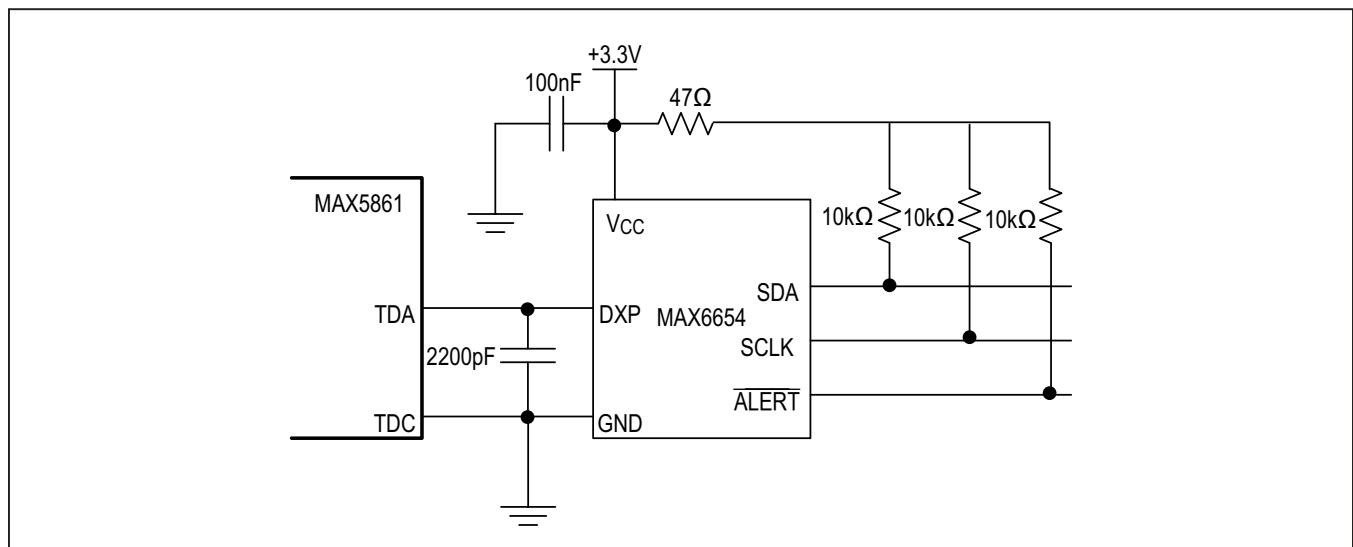 +3.3V
100nF
47Ω
MAX5861
VCC
10kΩ
10kΩ
10kΩ
SDA
TDA
DXP
MAX6654
SCLK
2200pF
ALERT
TDC
GND